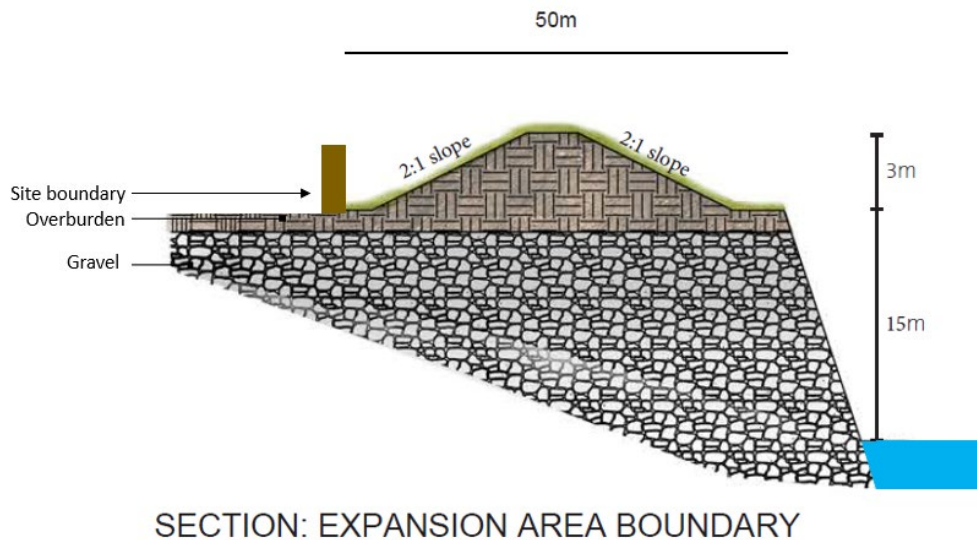 50m
2:1 slope
2:1 slope
3m
Site boundary
Overburden
Gravel
15m
SECTION: EXPANSION AREA BOUNDARY